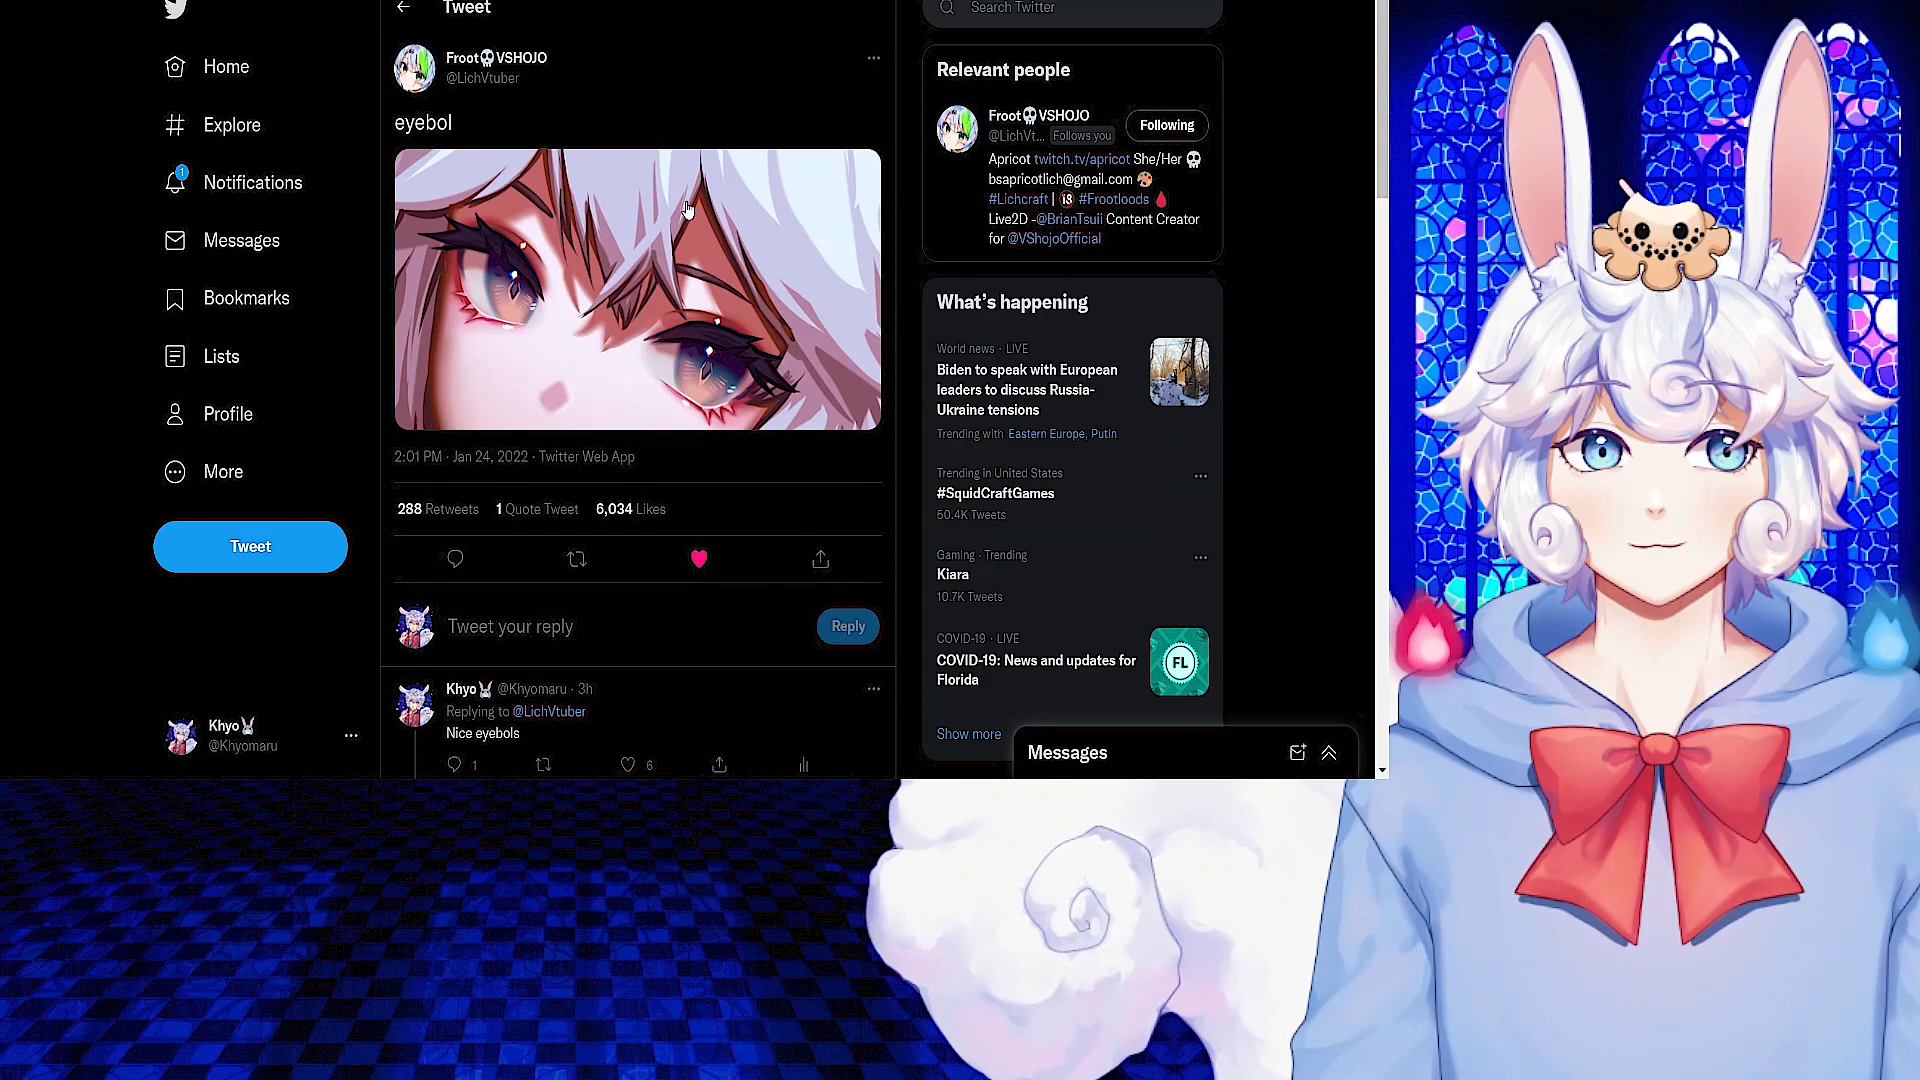 Tweet
Search Twitter
Home
Explore
1
Notifications
Messages
Bookmarks
Lists
Profile
More
Tweet
Khyo🐰
@Khyomaru
Froot💀VSHOJO
@LichVtuber
eyebol
2:01 PM · Jan 24, 2022 · Twitter Web App
288 Retweets 1 Quote Tweet 6,034 Likes
Tweet your reply
Reply
Khyo🐰 @Khyomaru · 3h
Replying to @LichVtuber
Nice eyebols
1 6
Relevant people
Froot💀VSHOJO
@LichVt... Follows you
Following
Apricot twitch.tv/apricot She/Her 💀
bsapricotlich@gmail.com 🎨
#Lichcraft | 🔞 #Frootloods 🩸
Live2D -@BrianTsuii Content Creator
for @VShojoOfficial
What's happening
World news · LIVE
Biden to speak with European
leaders to discuss Russia-
Ukraine tensions
Trending with Eastern Europe, Putin
Trending in United States
#SquidCraftGames
50.4K Tweets
Gaming · Trending
Kiara
10.7K Tweets
COVID-19 · LIVE
COVID-19: News and updates for
Florida
FL
Show more
Messages